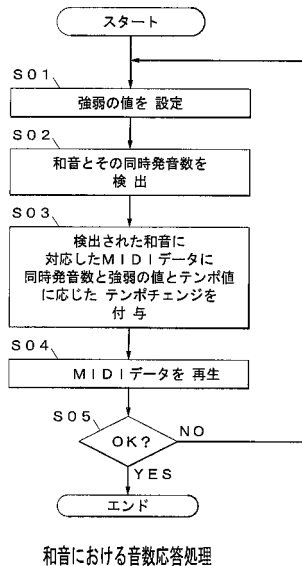 スタート
S01
強弱の値を 設定
S02
和音とその同時発音数を
検 出
S03
検出された和音に
対応したMIDIデータに
同時発音数と強弱の値とテンポ値
に応じた テンポチェンジを
付 与
S04
MIDIデータを 再生
S05
OK?
NO
YES
エンド
和音における音数応答処理